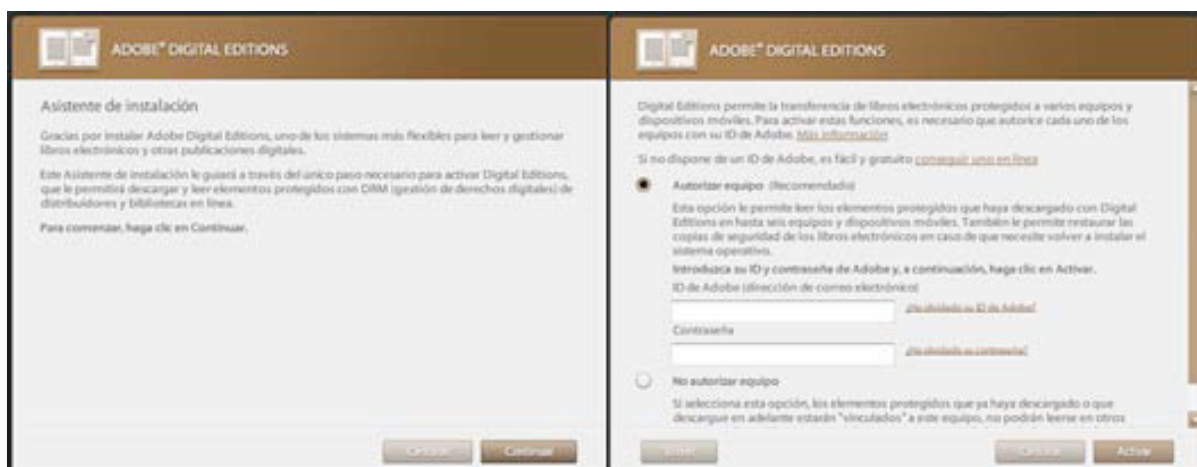 ADOBE® DIGITAL EDITIONS
Asistente de instalación
Gracias por instalar Adobe Digital Editions, uno de los sistemas más flexibles para leer y gestionar
libros electrónicos y otras publicaciones digitales.
Este Asistente de instalación le guiará a través del único paso necesario para activar Digital Editions,
que le permitirá descargar y leer elementos protegidos con DRM (gestión de derechos digitales) de
distribuidores y bibliotecas en línea.
Para comenzar, haga clic en Continuar.
Cancelar
Continuar
ADOBE® DIGITAL EDITIONS
Digital Editions permite la transferencia de libros electrónicos protegidos a varios equipos y
dispositivos móviles. Para activar estas funciones, es necesario que autorice cada uno de los
equipos con su ID de Adobe. Más información
Si no dispone de un ID de Adobe, es fácil y gratuito conseguir uno en línea
Autorizar equipo (Recomendado)
Esta opción le permite leer los elementos protegidos que haya descargado con Digital
Editions en hasta seis equipos y dispositivos móviles. También le permite restaurar las
copias de seguridad de los libros electrónicos en caso de que necesite volver a instalar el
sistema operativo.
Introduzca su ID y contraseña de Adobe y, a continuación, haga clic en Activar.
ID de Adobe (dirección de correo electrónico)
¿Ha olvidado su ID de Adobe?
Contraseña
¿Ha olvidado su contraseña?
No autorizar equipo
Si selecciona esta opción, los elementos protegidos que ya haya descargado o que
descargue en adelante estarán "vinculados" a este equipo, no podrán leerse en otros
Cancelar
Activar